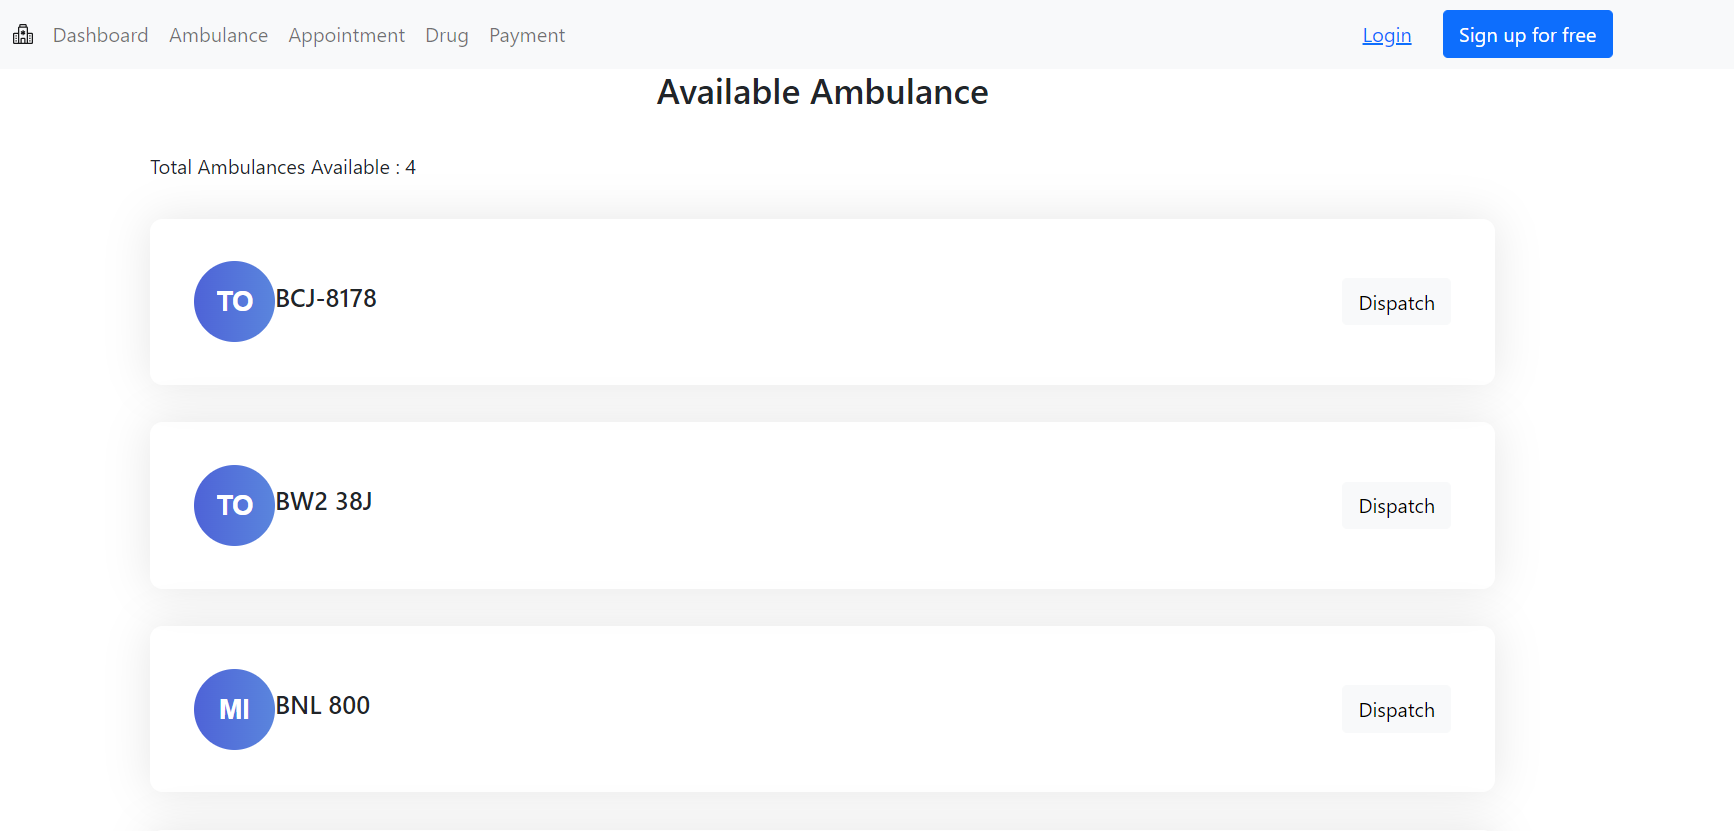 Dashboard Ambulance Appointment Drug Payment Login Sign up for free
Available Ambulance
Total Ambulances Available : 4
TO BCJ-8178 Dispatch
TO BW2 38J Dispatch
MI BNL 800 Dispatch